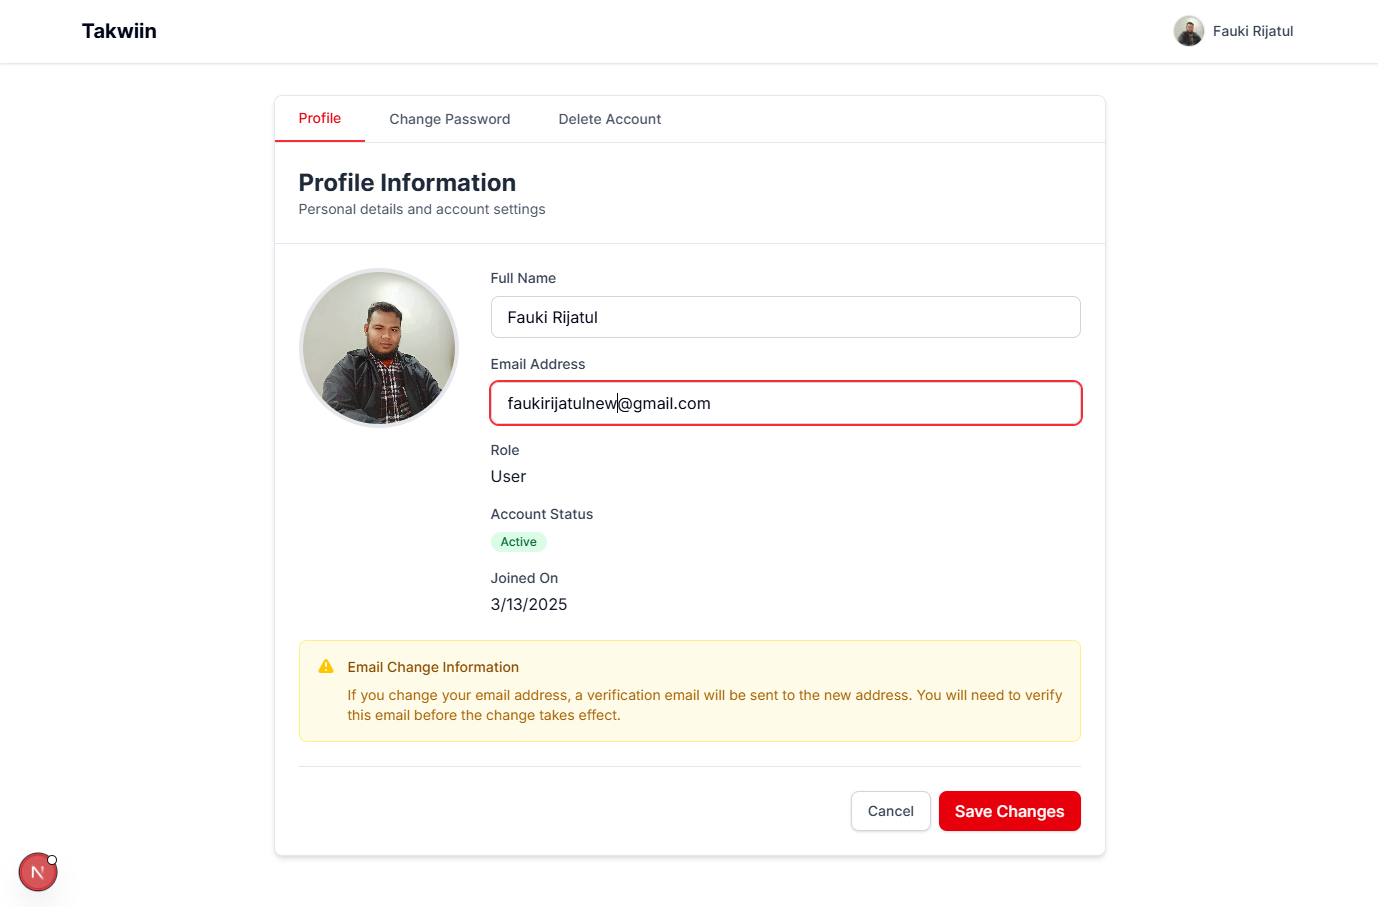 Takwiin
Fauki Rijatul
Profile
Change Password
Delete Account
Profile Information
Personal details and account settings
Full Name
Fauki Rijatul
Email Address
faukirijatulnew@gmail.com
Role
User
Account Status
Active
Joined On
3/13/2025
Email Change Information
If you change your email address, a verification email will be sent to the new address. You will need to verify
this email before the change takes effect.
Cancel
Save Changes
N